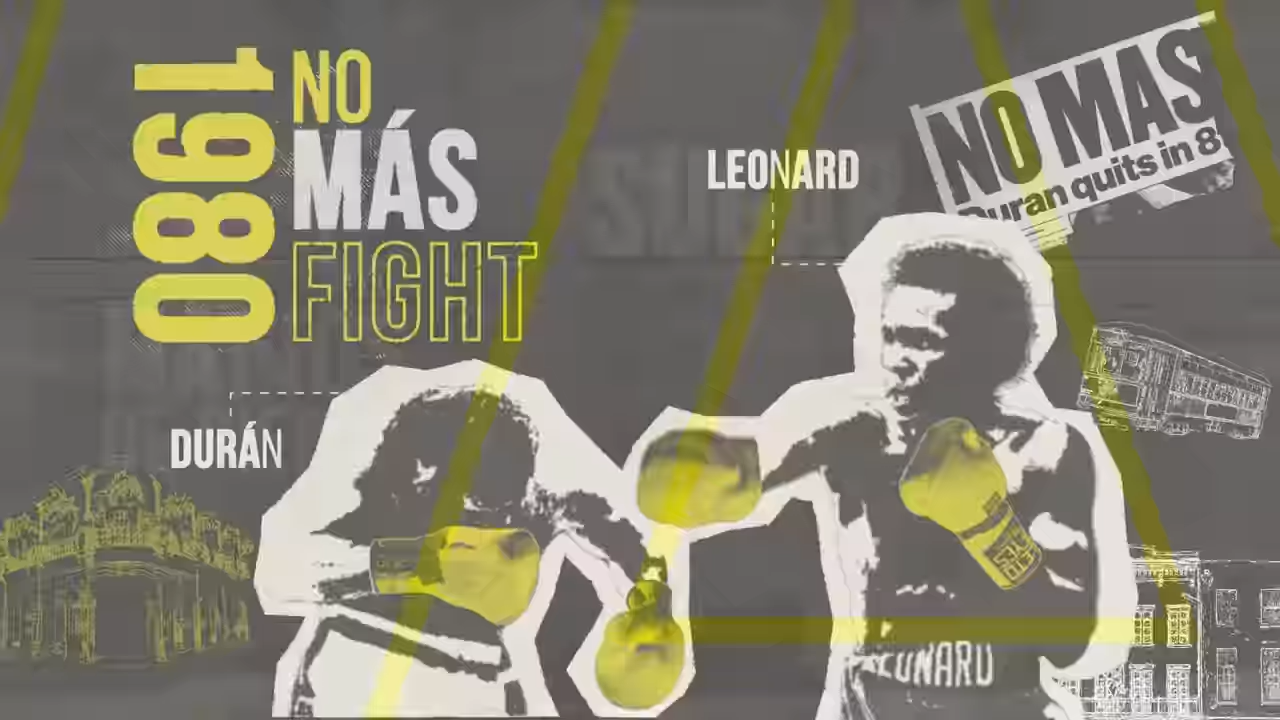 1980
NO
MÁS
FIGHT
LEONARD
NO MAS
Duran quits in 8
DURÁN
LEONARD